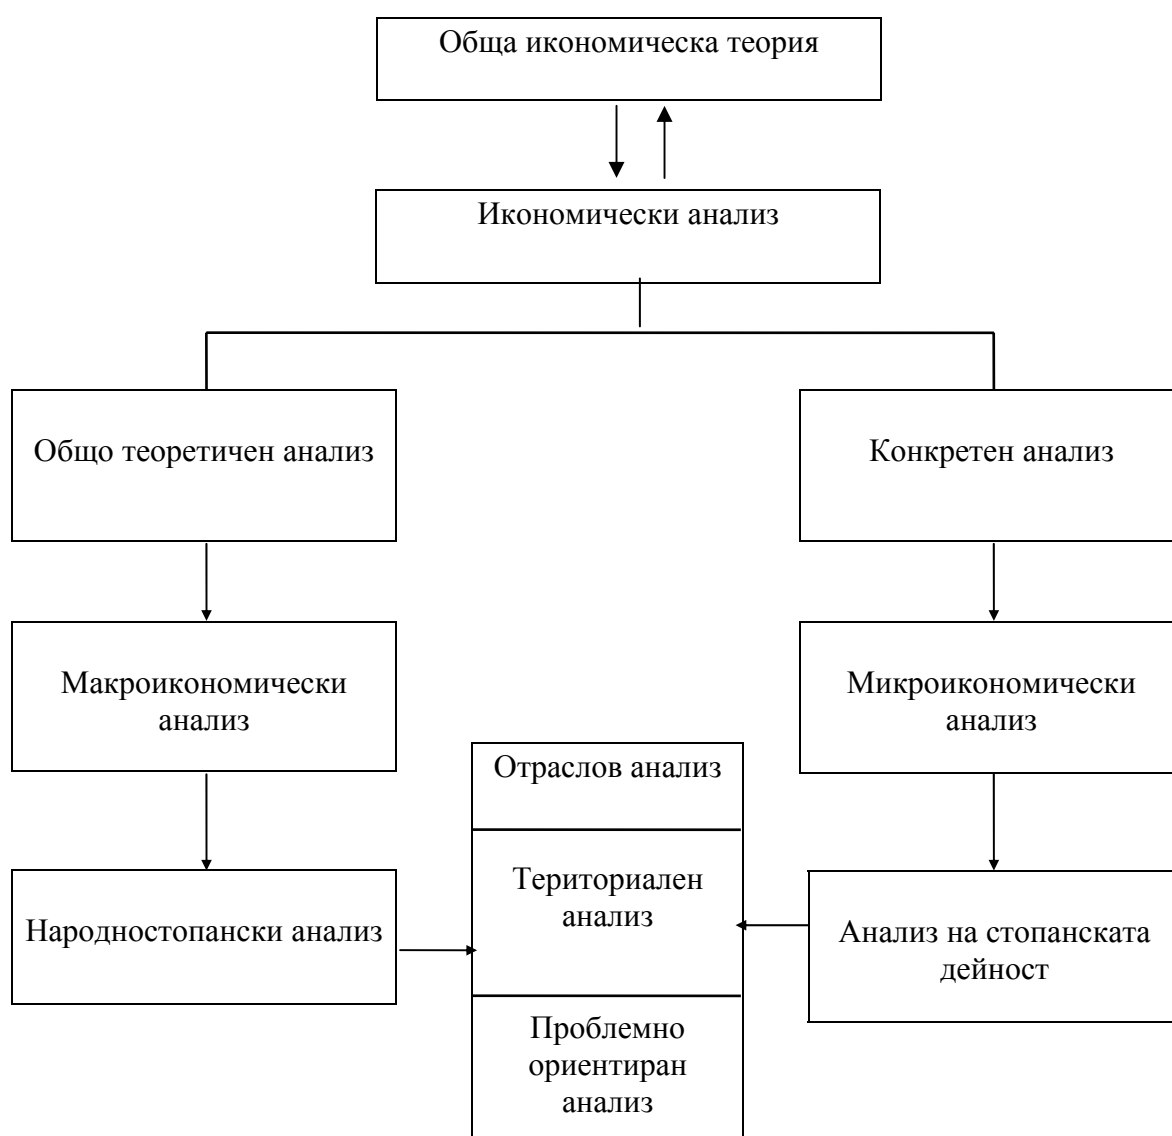 Обща икономическа теория
Икономически анализ
Общо теоретичен анализ
Конкретен анализ
Макроикономически
анализ
Микроикономически
анализ
Отраслов анализ
Териториален
анализ
Народностопански анализ
Анализ на стопанската
дейност
Проблемно
ориентиран
анализ